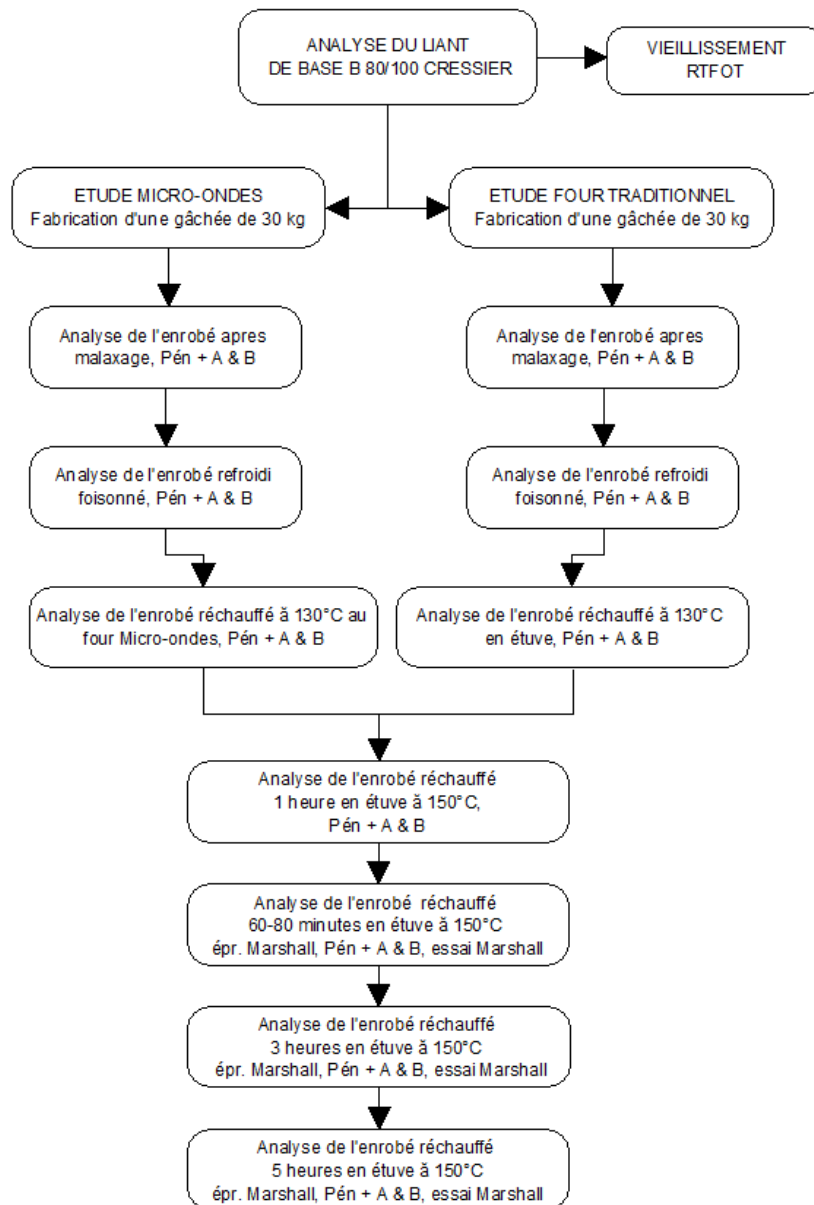 ANALYSE DU LIANT
DE BASE B 80/100 CRESSIER
VIEILLISSEMENT
RTFOT
ETUDE MICRO-ONDES
Fabrication d'une gâchée de 30 kg
ETUDE FOUR TRADITIONNEL
Fabrication d'une gâchée de 30 kg
Analyse de l'enrobé apres
malaxage, Pén + A & B
Analyse de l'enrobé apres
malaxage, Pén + A & B
Analyse de l'enrobé refroidi
foisonné, Pén + A & B
Analyse de l'enrobé refroidi
foisonné, Pén + A & B
Analyse de l'enrobé réchauffé à 130°C au
four Micro-ondes, Pén + A & B
Analyse de l'enrobé réchauffé à 130°C
en étuve, Pén + A & B
Analyse de l'enrobé réchauffé
1 heure en étuve à 150°C,
Pén + A & B
Analyse de l'enrobé réchauffé
60-80 minutes en étuve à 150°C
épr. Marshall, Pén + A & B, essai Marshall
Analyse de l'enrobé réchauffé
3 heures en étuve à 150°C
épr. Marshall, Pén + A & B, essai Marshall
Analyse de l'enrobé réchauffé
5 heures en étuve à 150°C
épr. Marshall, Pén + A & B, essai Marshall